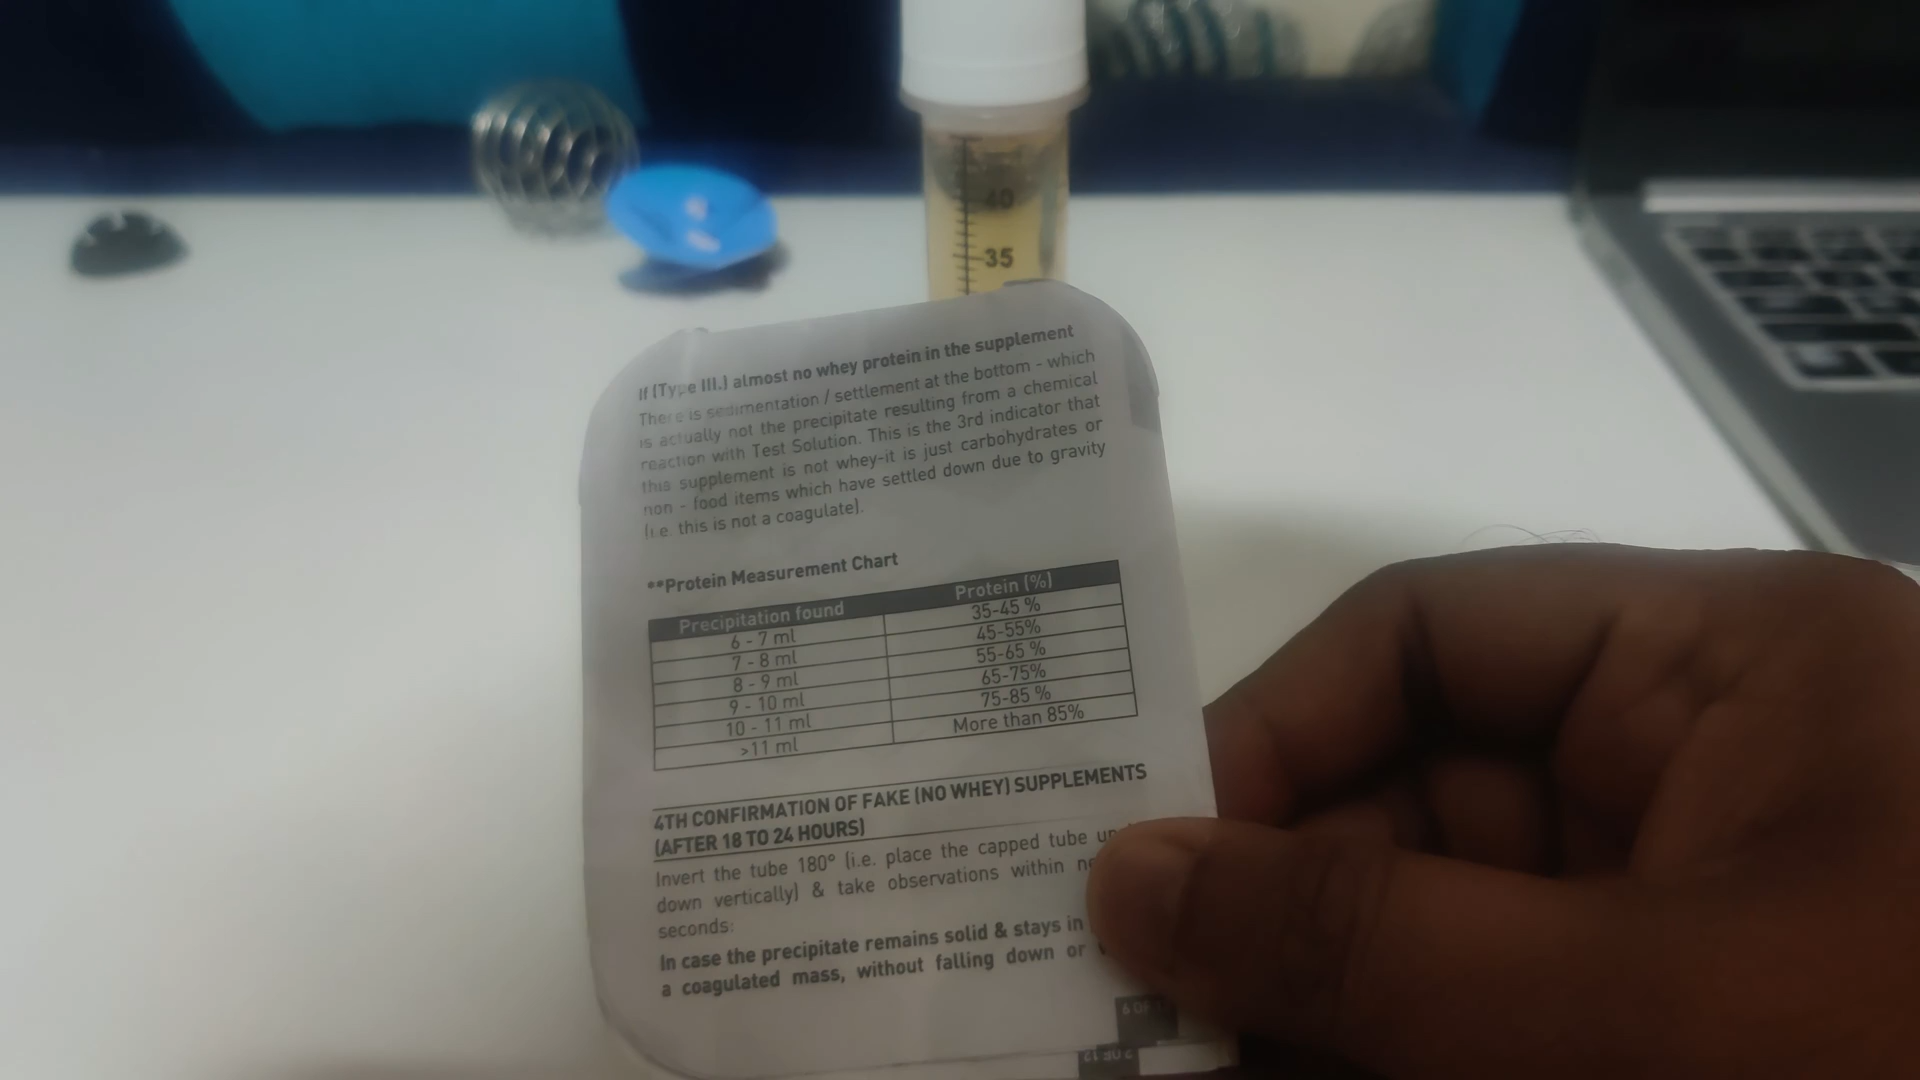 40
35
If (Type III.) almost no whey protein in the supplement
There is sedimentation / settlement at the bottom - which
is actually not the precipitate resulting from a chemical
reaction with Test Solution. This is the 3rd indicator that
this supplement is not whey-it is just carbohydrates or
non - food items which have settled down due to gravity
(i.e. this is not a coagulate).
**Protein Measurement Chart
Precipitation found Protein (%)
6 - 7 ml 35-45 %
7 - 8 ml 45-55%
8 - 9 ml 55-65 %
9 - 10 ml 65-75%
10 - 11 ml 75-85 %
>11 ml More than 85%
4TH CONFIRMATION OF FAKE (NO WHEY) SUPPLEMENTS
(AFTER 18 TO 24 HOURS)
Invert the tube 180° (i.e. place the capped tube
down vertically) & take observations within
seconds:
In case the precipitate remains solid & stays in
a coagulated mass, without falling down or
6 OF
2 OF 12